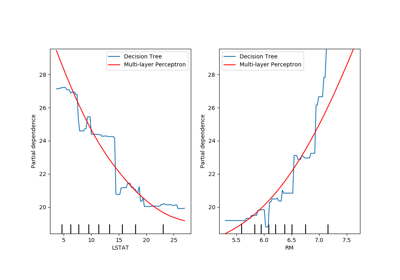 Decision Tree
Multi-layer Perceptron
28
26
24
22
20
Partial dependence
5
10
15
20
25
LSTAT
Decision Tree
Multi-layer Perceptron
28
26
24
22
20
Partial dependence
5.5
6.0
6.5
7.0
7.5
RM